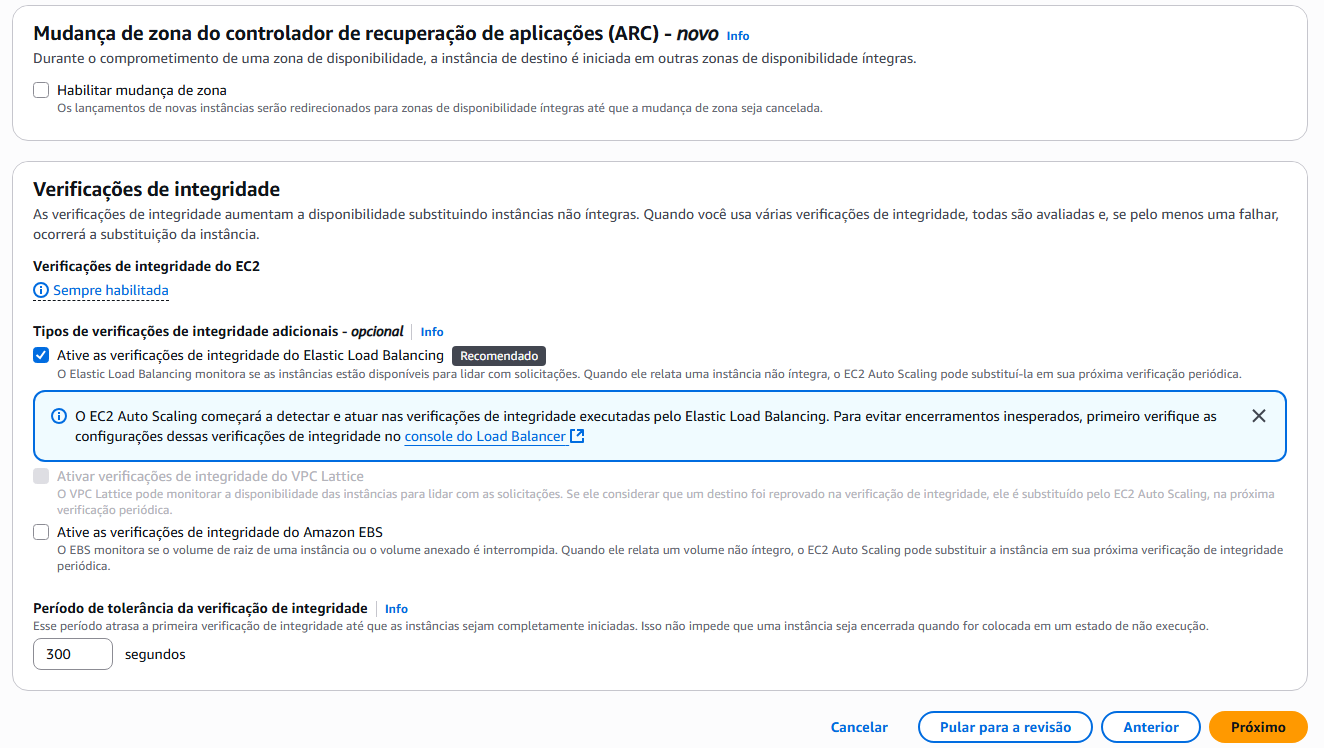 Mudança de zona do controlador de recuperação de aplicações (ARC) - novo Info
Durante o comprometimento de uma zona de disponibilidade, a instância de destino é iniciada em outras zonas de disponibilidade íntegras.
Habilitar mudança de zona
Os lançamentos de novas instâncias serão redirecionados para zonas de disponibilidade íntegras até que a mudança de zona seja cancelada.
Verificações de integridade
As verificações de integridade aumentam a disponibilidade substituindo instâncias não íntegras. Quando você usa várias verificações de integridade, todas são avaliadas e, se pelo menos uma falhar,
ocorrerá a substituição da instância.
Verificações de integridade do EC2
Sempre habilitada
Tipos de verificações de integridade adicionais - opcional Info
Ative as verificações de integridade do Elastic Load Balancing Recomendado
O Elastic Load Balancing monitora se as instâncias estão disponíveis para lidar com solicitações. Quando ele relata uma instância não íntegra, o EC2 Auto Scaling pode substituí-la em sua próxima verificação periódica.
O EC2 Auto Scaling começará a detectar e atuar nas verificações de integridade executadas pelo Elastic Load Balancing. Para evitar encerramentos inesperados, primeiro verifique as
configurações dessas verificações de integridade no console do Load Balancer
Ativar verificações de integridade do VPC Lattice
O VPC Lattice pode monitorar a disponibilidade das instâncias para lidar com as solicitações. Se ele considerar que um destino foi reprovado na verificação de integridade, ele é substituído pelo EC2 Auto Scaling, na próxima
verificação periódica.
Ative as verificações de integridade do Amazon EBS
O EBS monitora se o volume de raiz de uma instância ou o volume anexado é interrompida. Quando ele relata um volume não íntegro, o EC2 Auto Scaling pode substituir a instância em sua próxima verificação de integridade
periódica.
Período de tolerância da verificação de integridade Info
Esse período atrasa a primeira verificação de integridade até que as instâncias sejam completamente iniciadas. Isso não impede que uma instância seja encerrada quando for colocada em um estado de não execução.
300 segundos
Cancelar Pular para a revisão Anterior Próximo